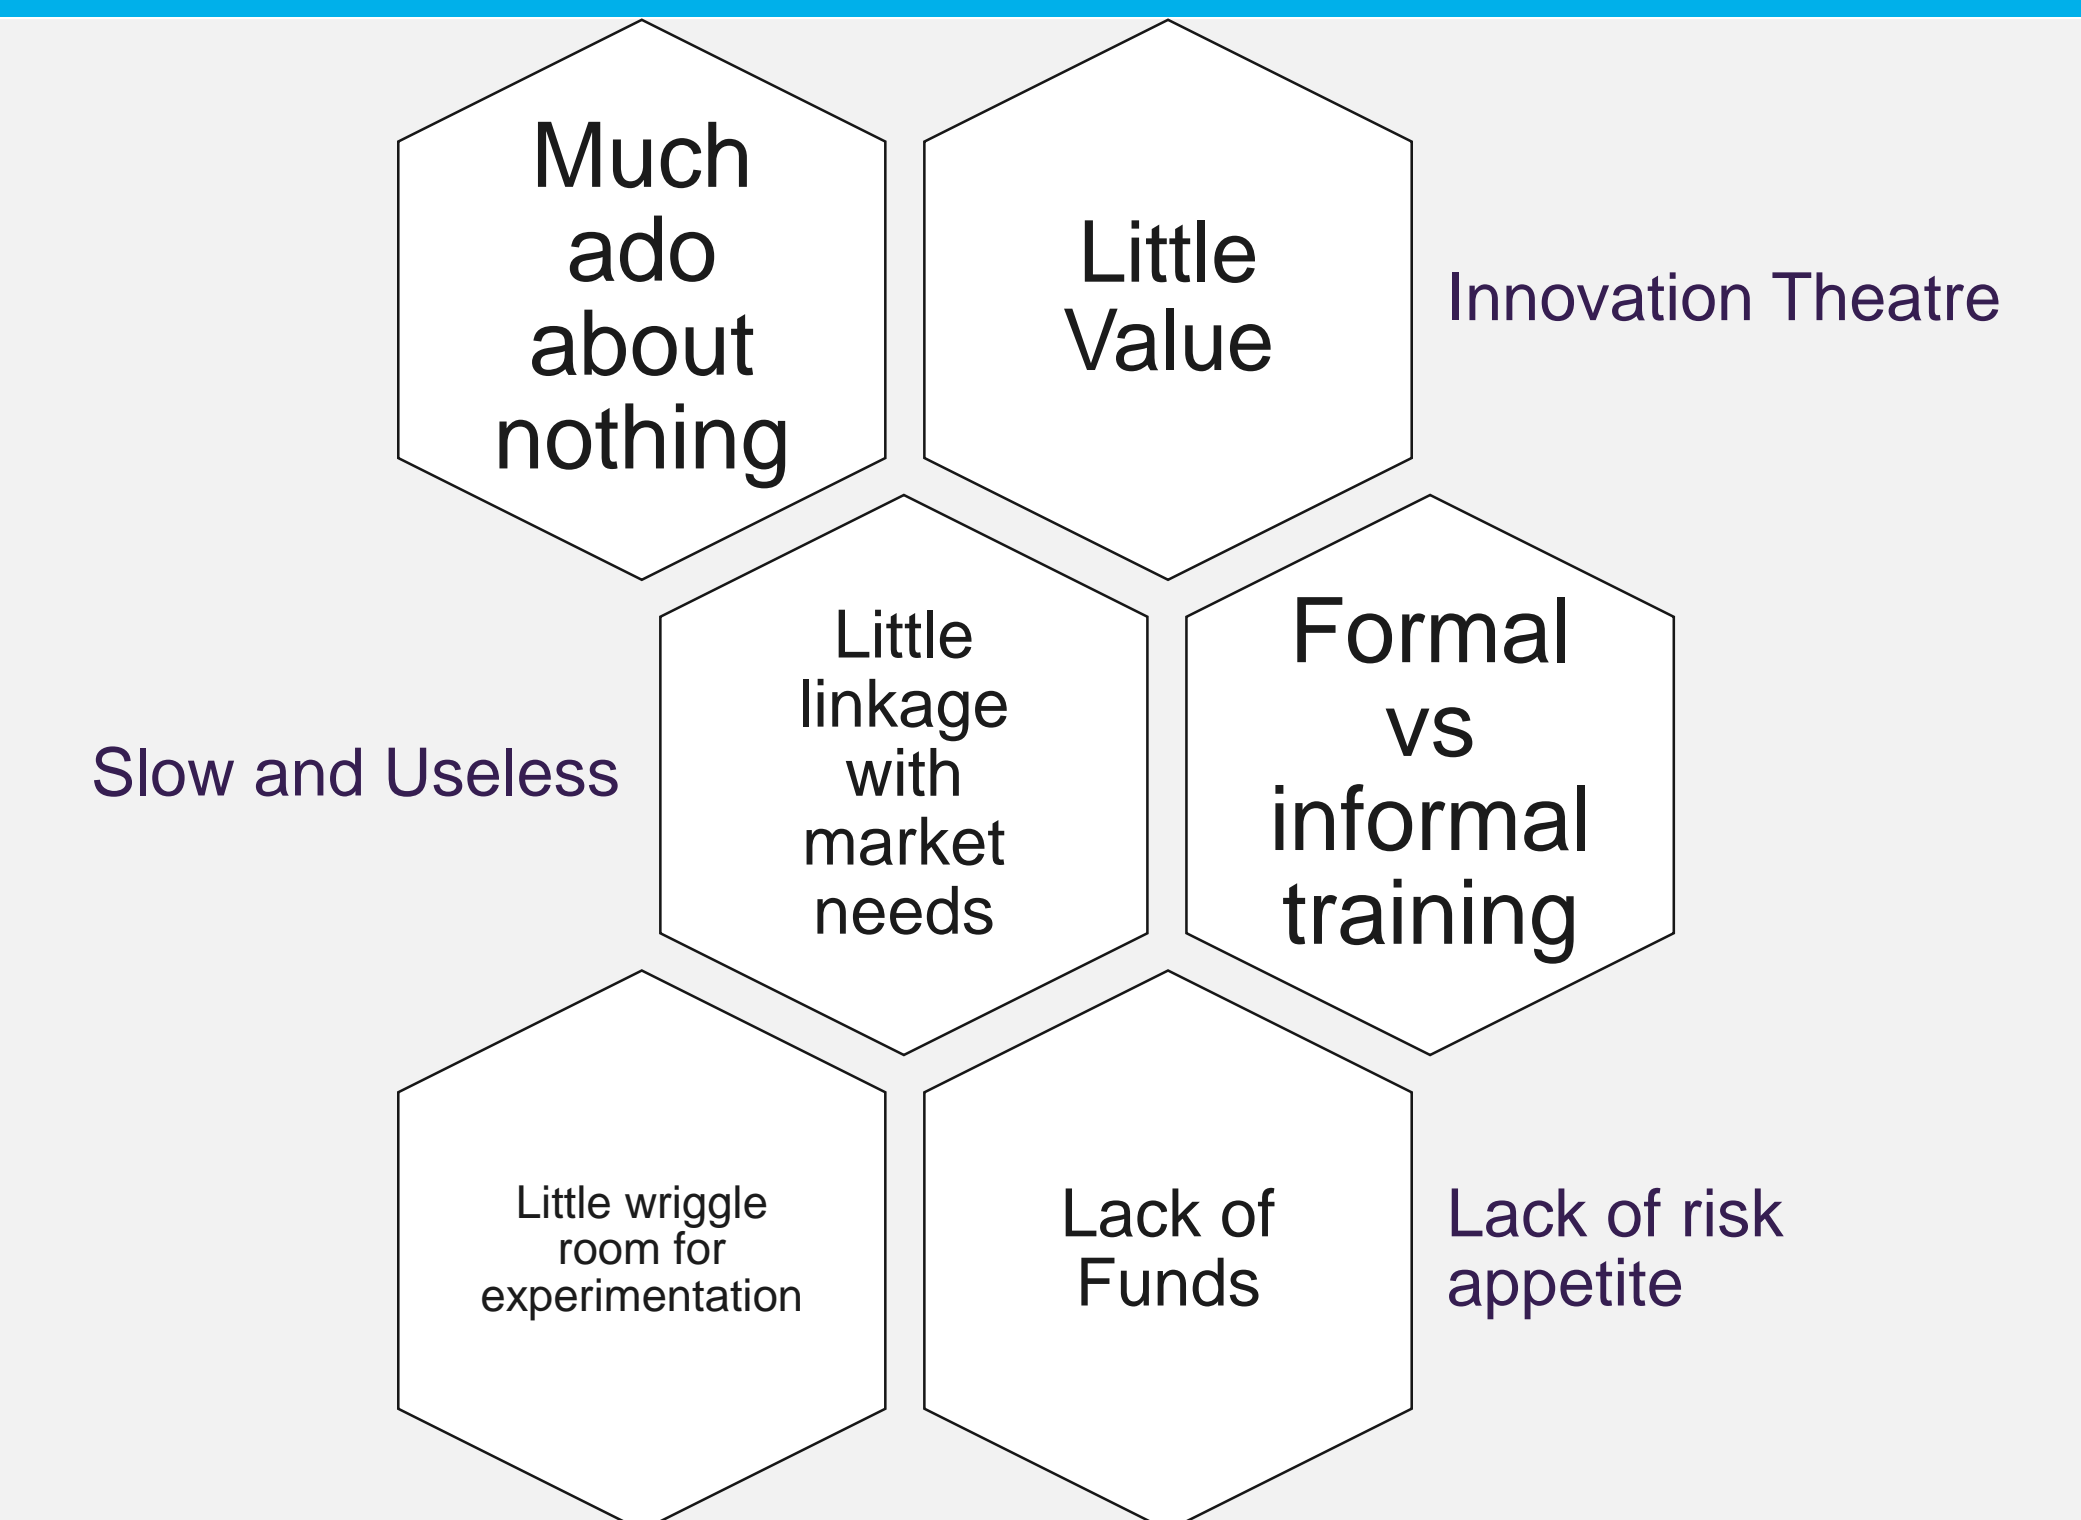 Much
ado
about
nothing
Little
Value
Innovation Theatre
Slow and Useless
Little
linkage
with
market
needs
Formal
vs
informal
training
Little wriggle
room for
experimentation
Lack of
Funds
Lack of risk
appetite